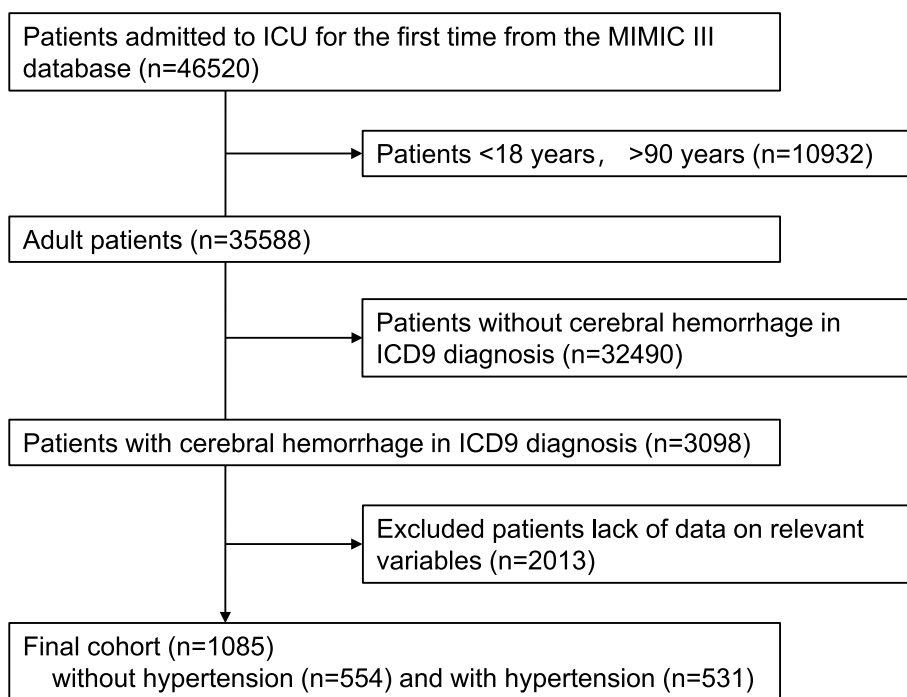 Patients admitted to ICU for the first time from the MIMIC III
database (n=46520)
Patients <18 years， >90 years (n=10932)
Adult patients (n=35588)
Patients without cerebral hemorrhage in
ICD9 diagnosis (n=32490)
Patients with cerebral hemorrhage in ICD9 diagnosis (n=3098)
Excluded patients lack of data on relevant
variables (n=2013)
Final cohort (n=1085)
without hypertension (n=554) and with hypertension (n=531)